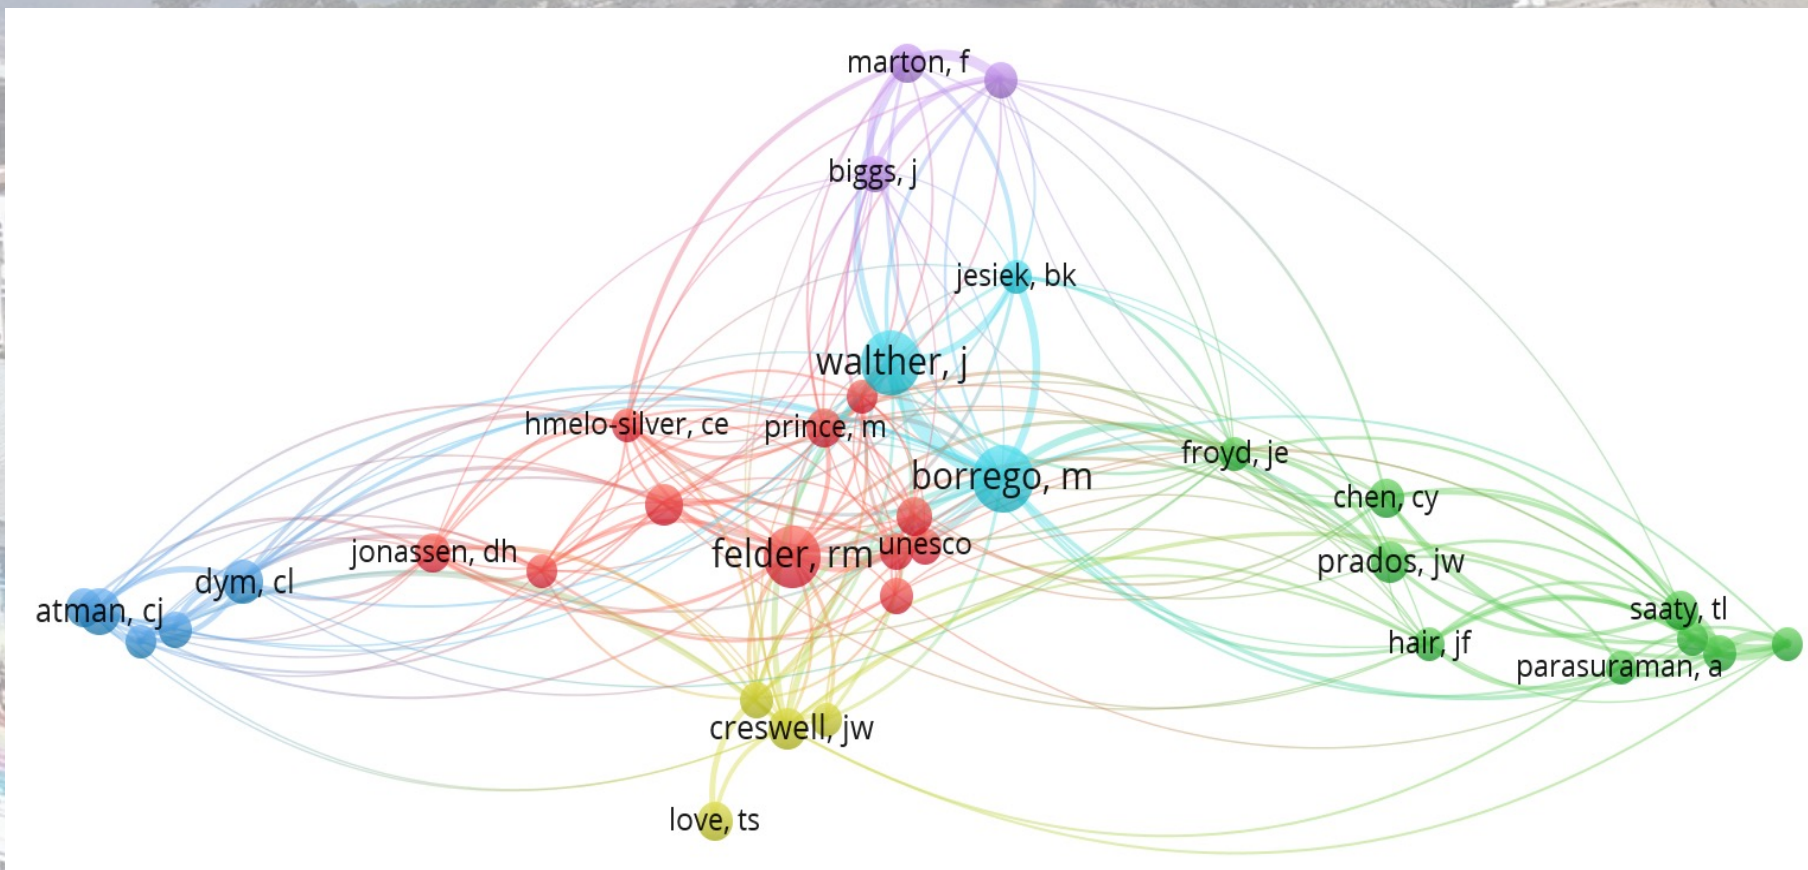 marton, f
biggs, j
jesiek, bk
walther, j
hmelo-silver, ce
prince, m
froyd, je
borrego, m
chen, cy
jonassen, dh
felder, rm
unesco
prados, jw
dym, cl
atman, cj
saaty, tl
hair, jf
parasuraman, a
creswell, jw
love, ts